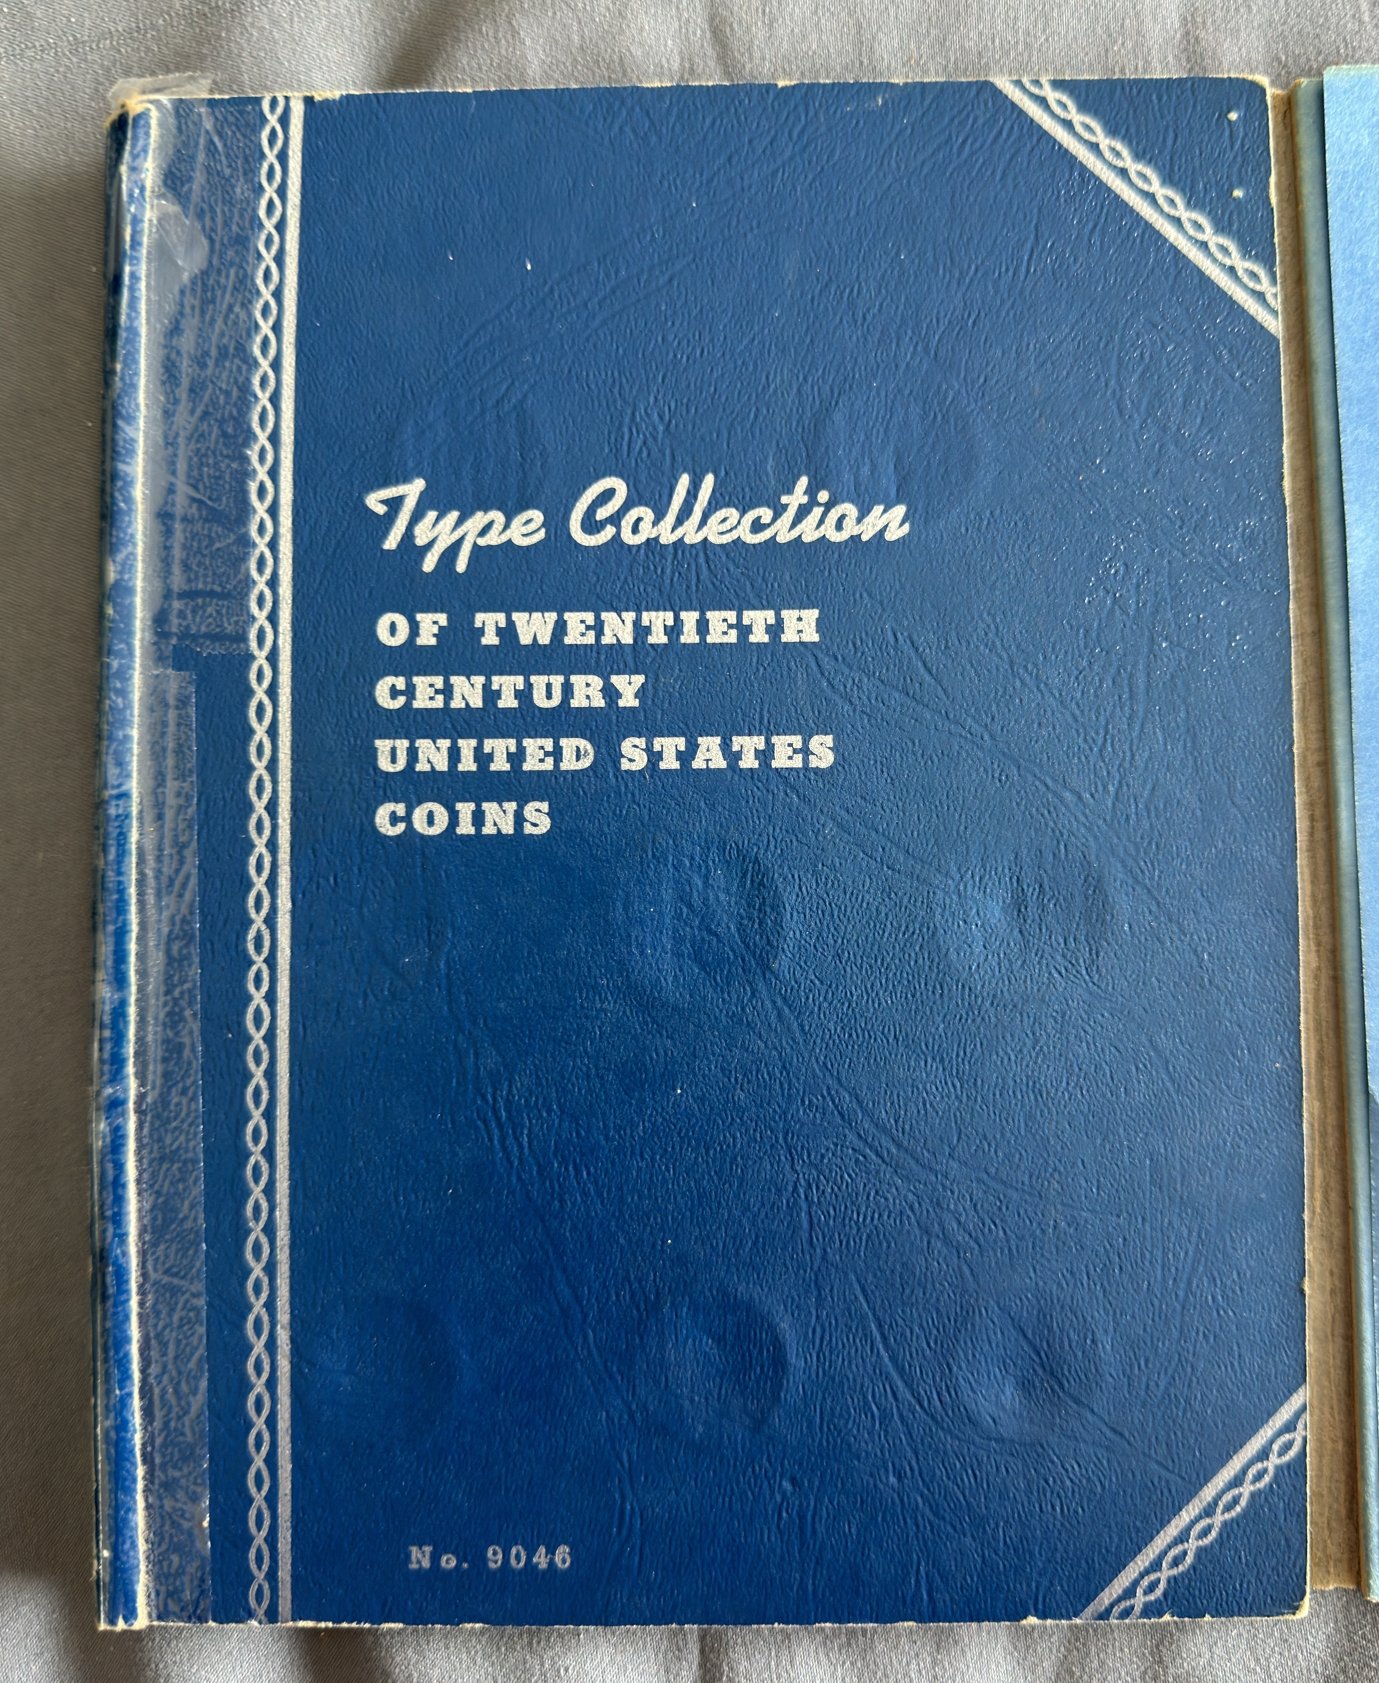 Type Collection
OF TWENTIETH
CENTURY
UNITED STATES
COINS
No. 9046